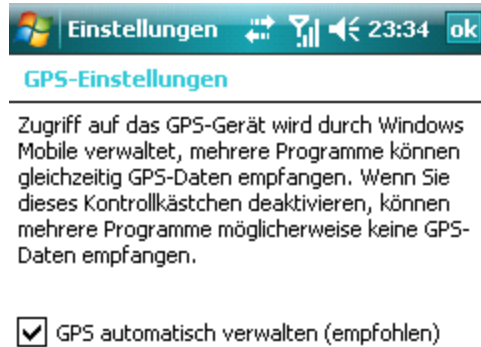 Einstellungen 23:34 ok
GPS-Einstellungen
Zugriff auf das GPS-Gerät wird durch Windows
Mobile verwaltet, mehrere Programme können
gleichzeitig GPS-Daten empfangen. Wenn Sie
dieses Kontrollkästchen deaktivieren, können
mehrere Programme möglicherweise keine GPS-
Daten empfangen.
GPS automatisch verwalten (empfohlen)